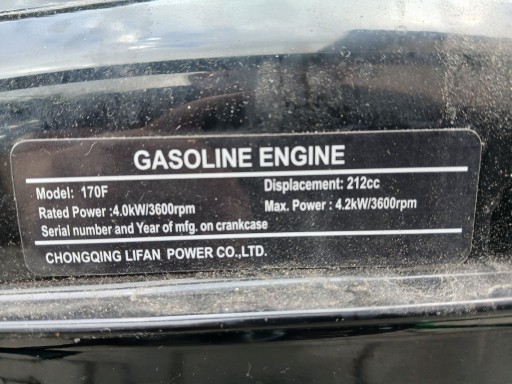 GASOLINE ENGINE
Model: 170F Displacement: 212cc
Rated Power :4.0kW/3600rpm Max. Power : 4.2kW/3600rpm
Serial number and Year of mfg. on crankcase
CHONGQING LIFAN POWER CO.,LTD.